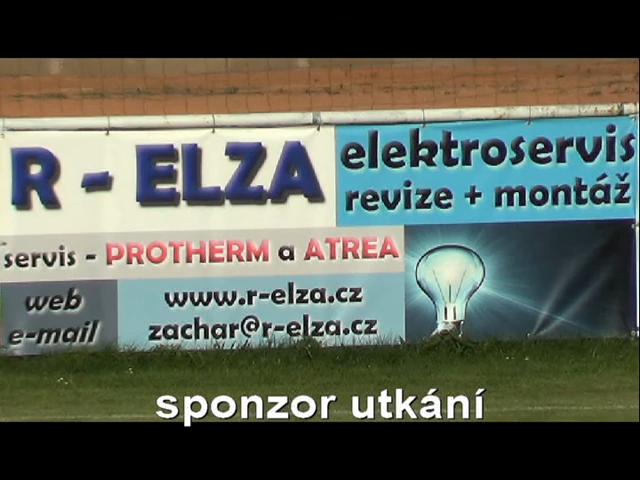 R - ELZA
elektroservis
revize + montáž
servis - PROTHERM a ATREA
web
www.r-elza.cz
e-mail
zachar@r-elza.cz
sponzor utkání